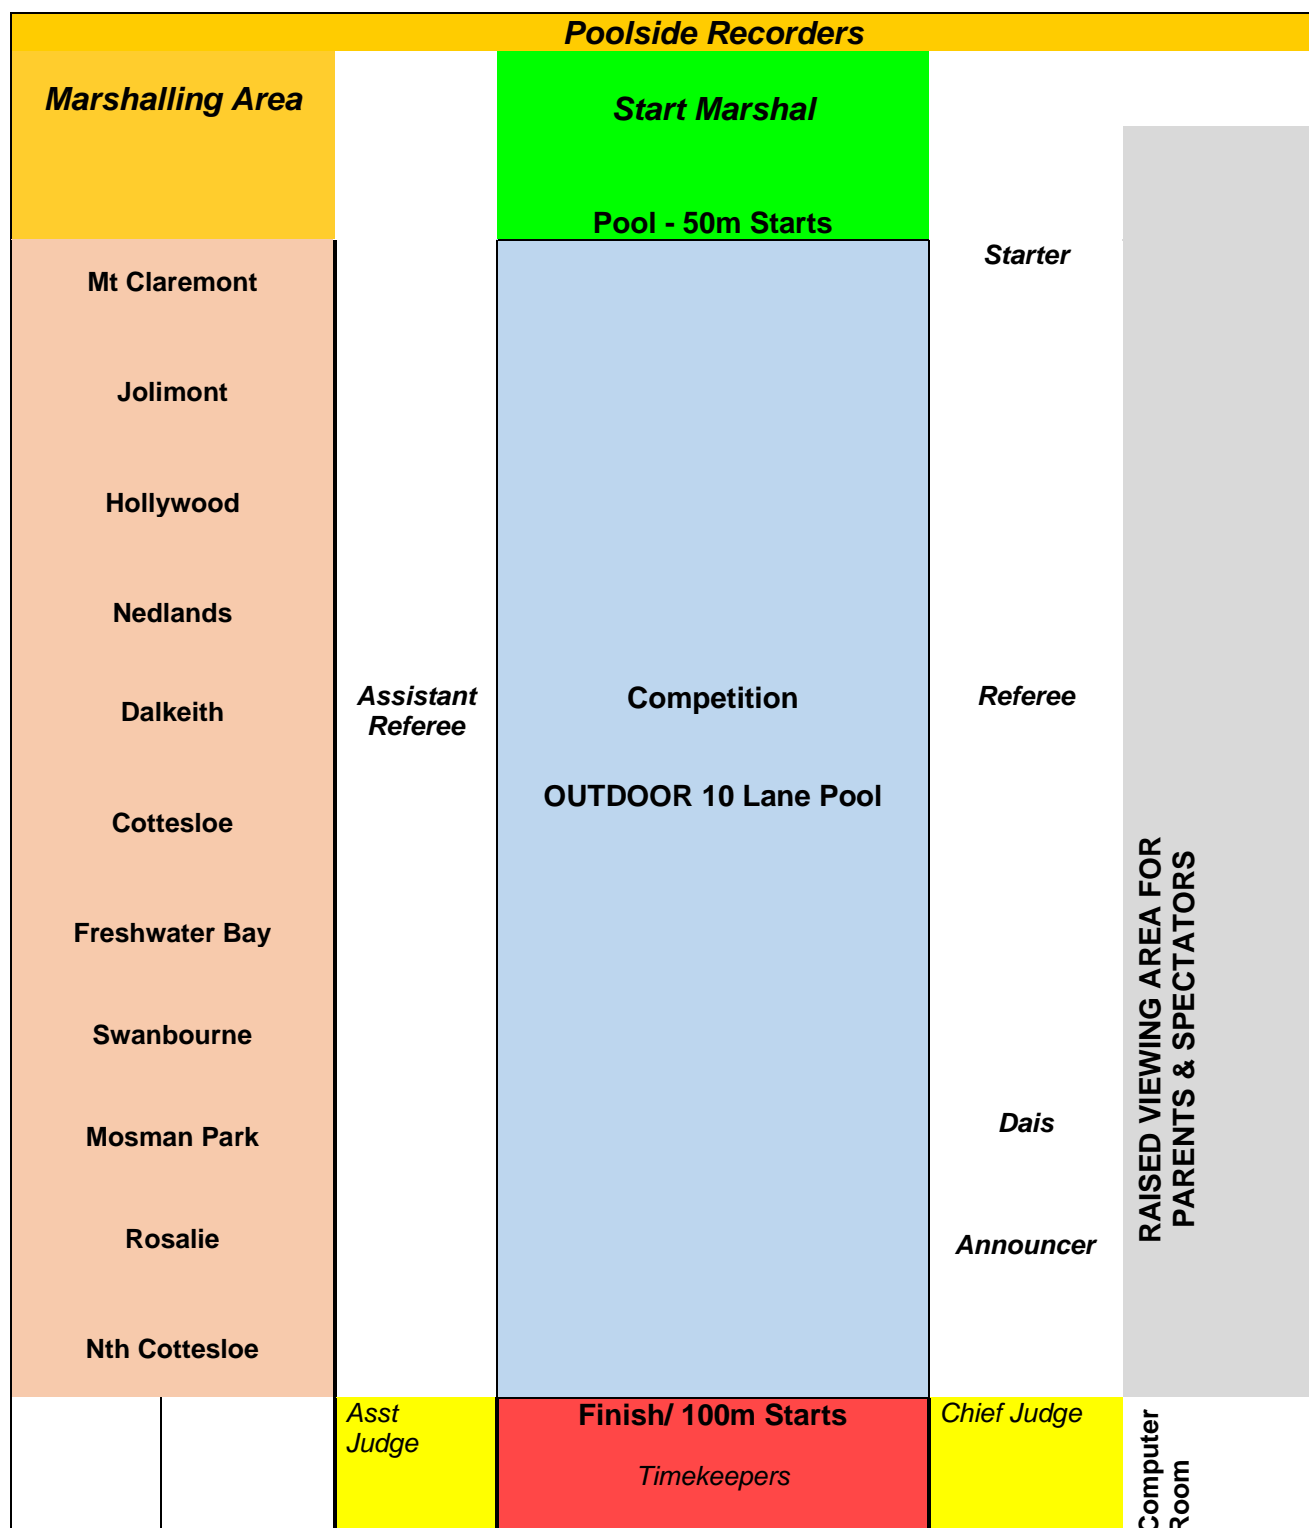 Poolside Recorders
Marshalling Area
Start Marshal
Pool - 50m Starts
Starter
Mt Claremont
Jolimont
Hollywood
Nedlands
Dalkeith
Assistant
Referee
Competition
Referee
OUTDOOR 10 Lane Pool
Cottesloe
Freshwater Bay
Swanbourne
Mosman Park
Dais
Rosalie
Announcer
Nth Cottesloe
RAISED VIEWING AREA FOR
PARENTS & SPECTATORS
Asst
Judge
Finish/ 100m Starts
Timekeepers
Chief Judge
Computer
Room